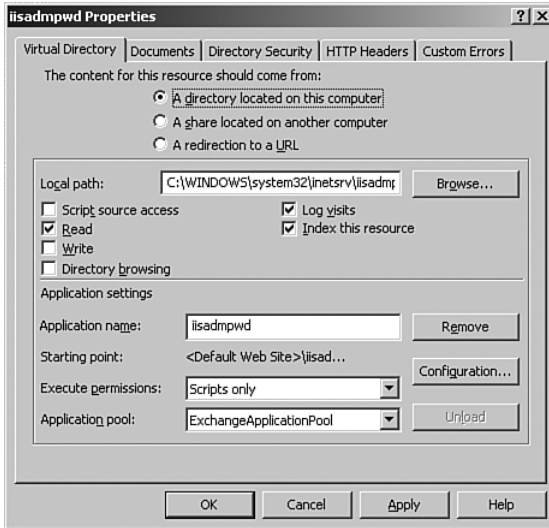 iisadmpwd Properties
Virtual Directory Documents Directory Security HTTP Headers Custom Errors
The content for this resource should come from:
A directory located on this computer
A share located on another computer
A redirection to a URL
Local path: C:\WINDOWS\system32\inetsrv\iisadmp Browse...
Script source access Log visits
Read Index this resource
Write
Directory browsing
Application settings
Application name: iisadmpwd Remove
Starting point: <Default Web Site>\iisad...
Configuration...
Execute permissions: Scripts only
Application pool: ExchangeApplicationPool Unload
OK Cancel Apply Help